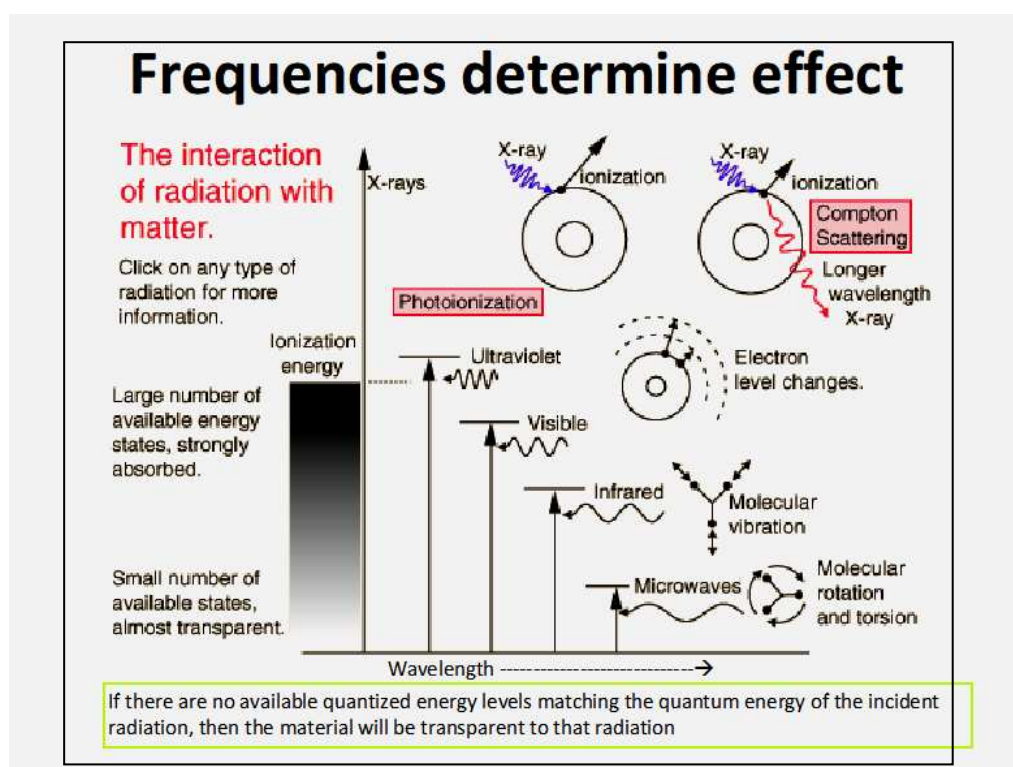 Frequencies determine effect
The interaction
of radiation with
matter.
Click on any type of
radiation for more
information.
X-rays
X-ray
ionization
X-ray
ionization
Compton
Scattering
Longer
wavelength
X-ray
Photoionization
Ionization
energy
Large number of
available energy
states, strongly
absorbed.
Small number of
available states,
almost transparent.
Ultraviolet
Electron
level changes.
Visible
Infrared
Molecular
vibration
Microwaves
Molecular
rotation
and torsion
Wavelength ----------------------------→
If there are no available quantized energy levels matching the quantum energy of the incident
radiation, then the material will be transparent to that radiation